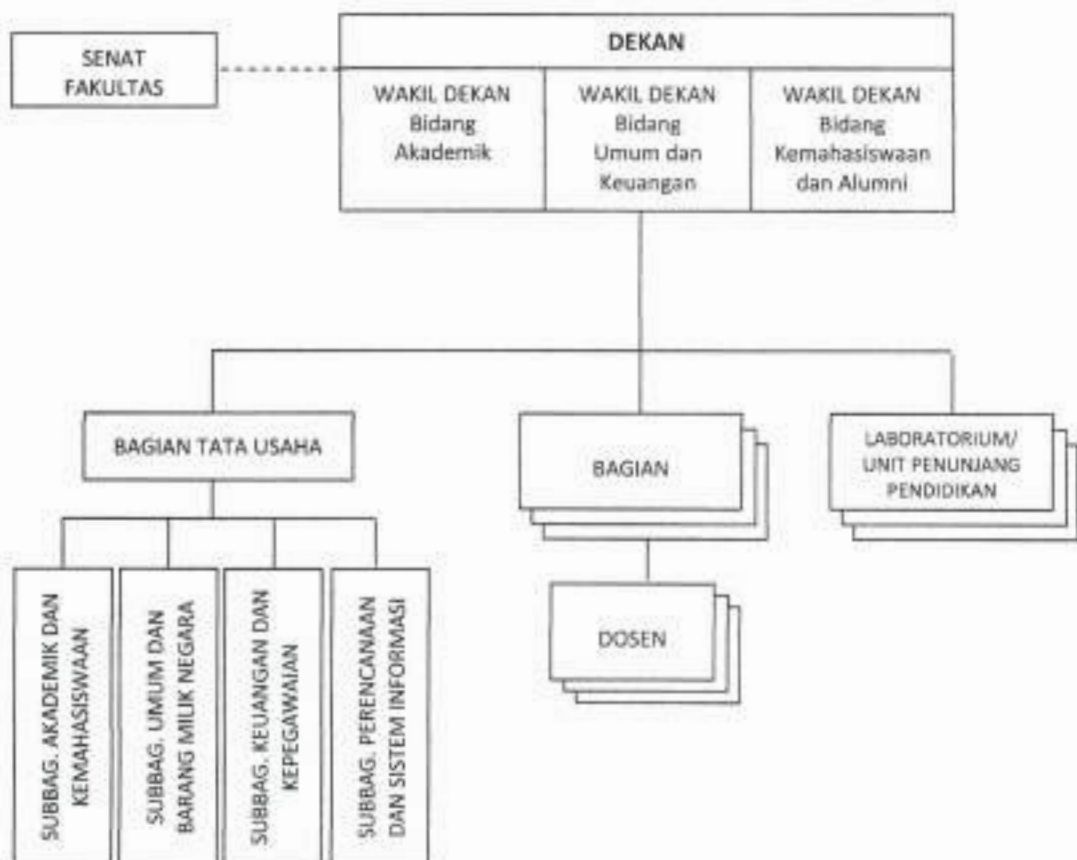 SENAT
FAKULTAS
DEKAN
WAKIL DEKAN
Bidang
Akademik
WAKIL DEKAN
Bidang
Umum dan
Keuangan
WAKIL DEKAN
Bidang
Kemahasiswaan
dan Alumni
BAGIAN TATA USAHA
BAGIAN
LABORATORIUM/
UNIT PENUNJANG
PENDIDIKAN
DOSEN
SUBBAG. AKADEMIK DAN
KEMAHASISWAAN
SUBBAG. UMUM DAN
BARANG MILIK NEGARA
SUBBAG. KEUANGAN DAN
KEPEGAWAIAN
SUBBAG. PERENCANAAN
DAN SISTEM INFORMASI